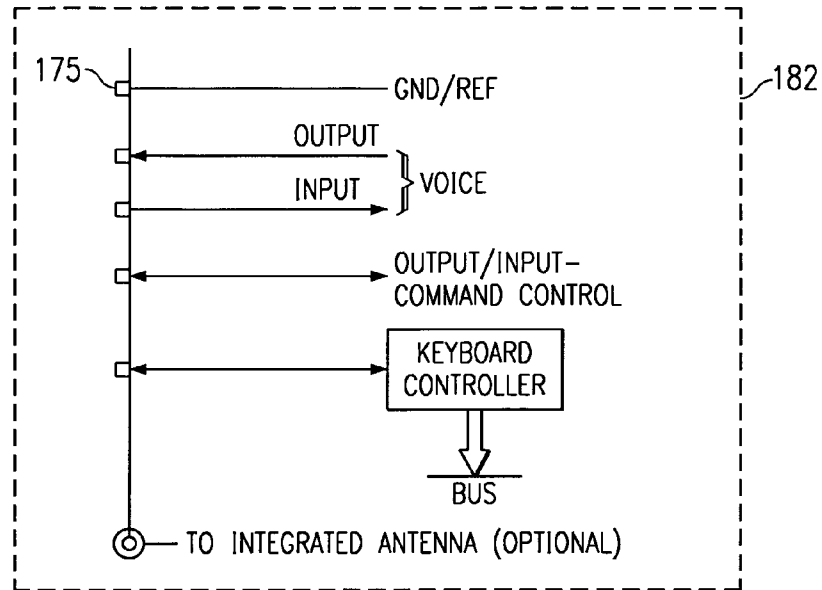 175
GND/REF
182
OUTPUT
INPUT
VOICE
OUTPUT/INPUT-
COMMAND CONTROL
KEYBOARD
CONTROLLER
BUS
TO INTEGRATED ANTENNA (OPTIONAL)